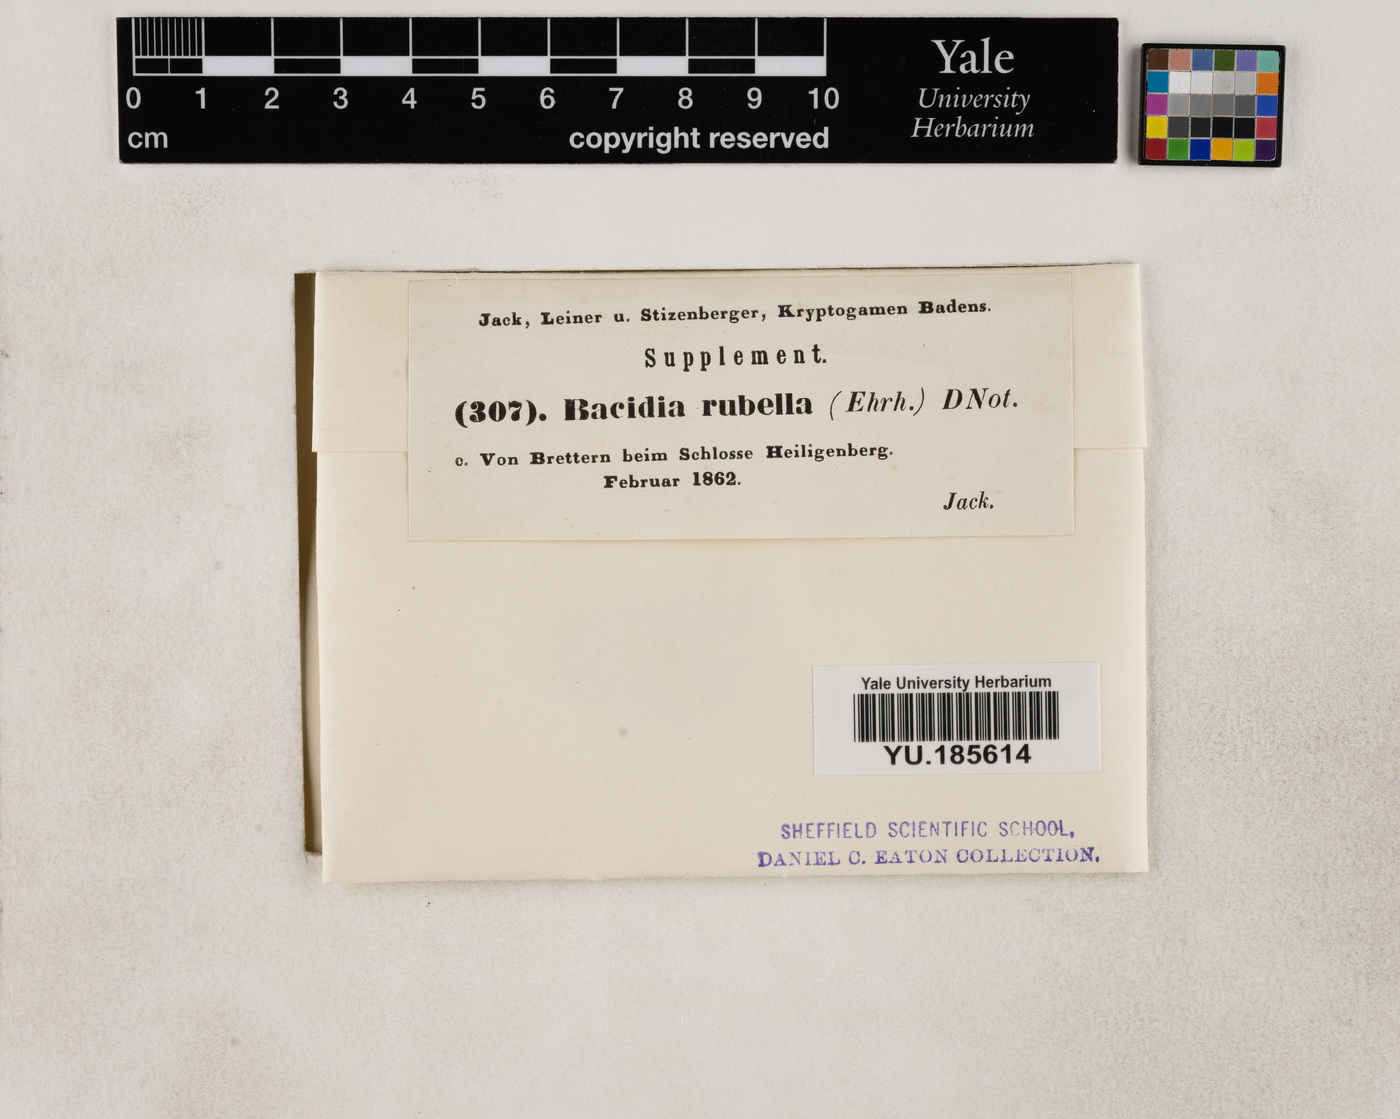 0 1 2 3 4 5 6 7 8 9 10
cm copyright reserved
Yale
University
Herbarium
Jack, Leiner u. Stizenberger, Kryptogamen Badens.
Supplement.
(307). Bacidia rubella (Ehrh.) DNot.
c. Von Brettern beim Schlosse Heiligenberg.
Februar 1862.
Jack.
Yale University Herbarium
YU.185614
SHEFFIELD SCIENTIFIC SCHOOL,
DANIEL C. EATON COLLECTION.